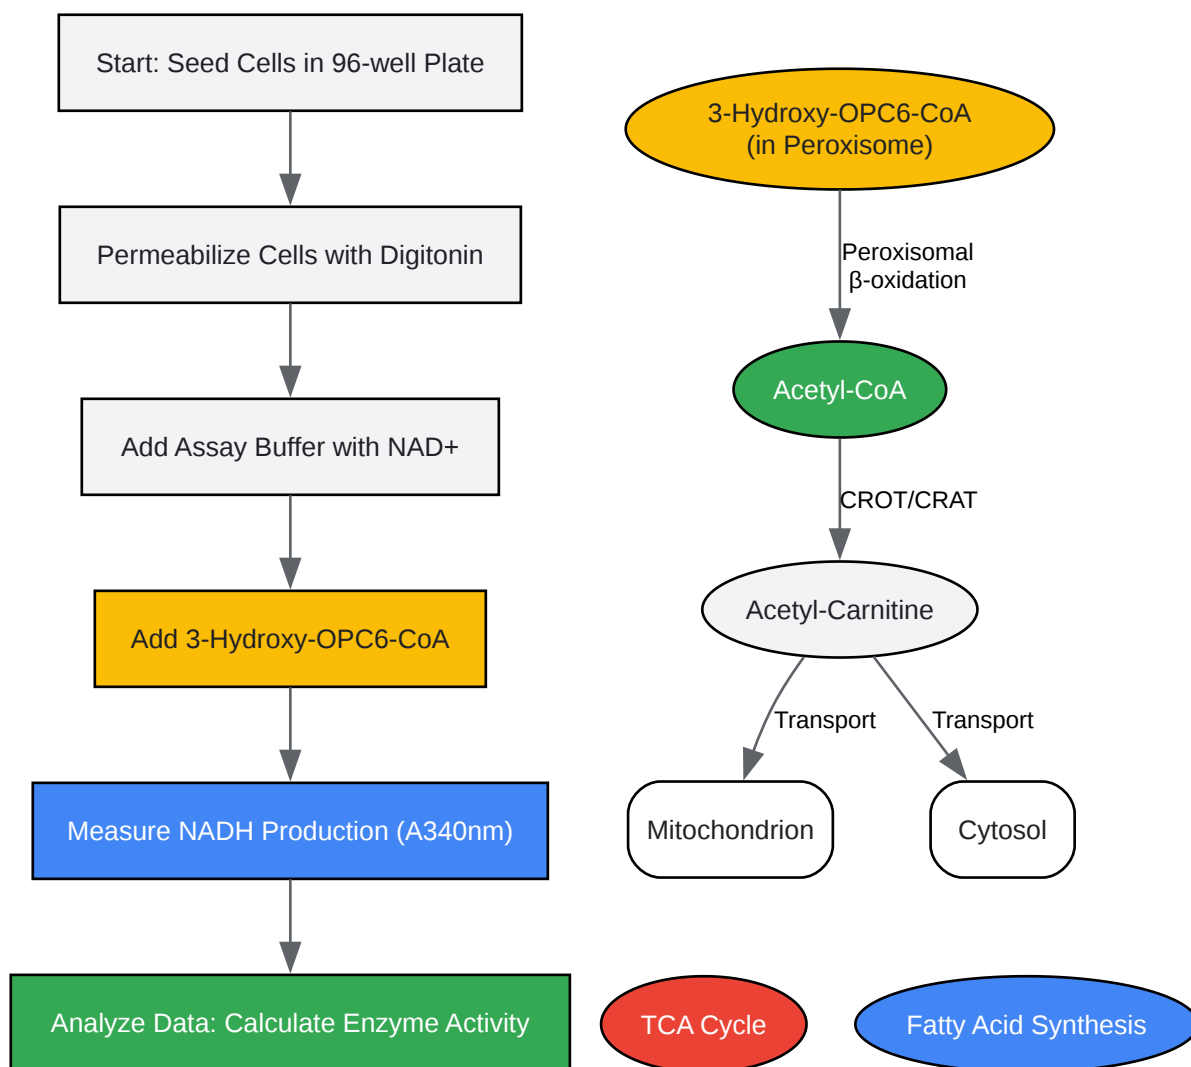 Start: Seed Cells in 96-well Plate
Permeabilize Cells with Digitonin
Add Assay Buffer with NAD+
Add 3-Hydroxy-OPC6-CoA
Measure NADH Production (A340nm)
Analyze Data: Calculate Enzyme Activity
3-Hydroxy-OPC6-CoA
(in Peroxisome)
Peroxisomal
β-oxidation
Acetyl-CoA
CROT/CRAT
Acetyl-Carnitine
Transport
Transport
Mitochondrion
Cytosol
TCA Cycle
Fatty Acid Synthesis